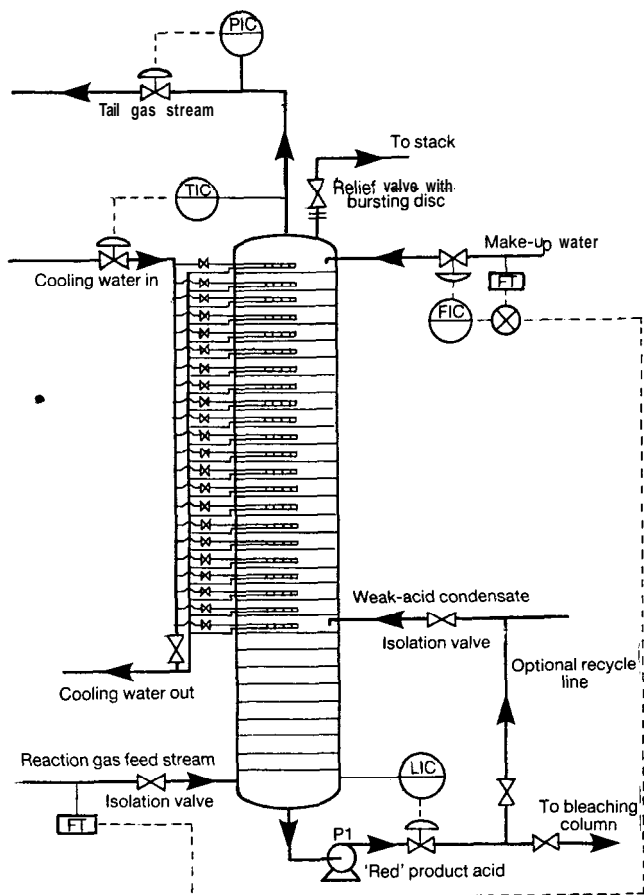 PIC
Tail gas stream
To stack
TIC
Relief valve with
bursting disc
Make-up water
Cooling water in
FT
FIC
Weak-acid condensate
Isolation valve
Optional recycle
line
Cooling water out
Reaction gas feed stream
Isolation valve
LIC
FT
To bleaching
column
P1
'Red' product acid